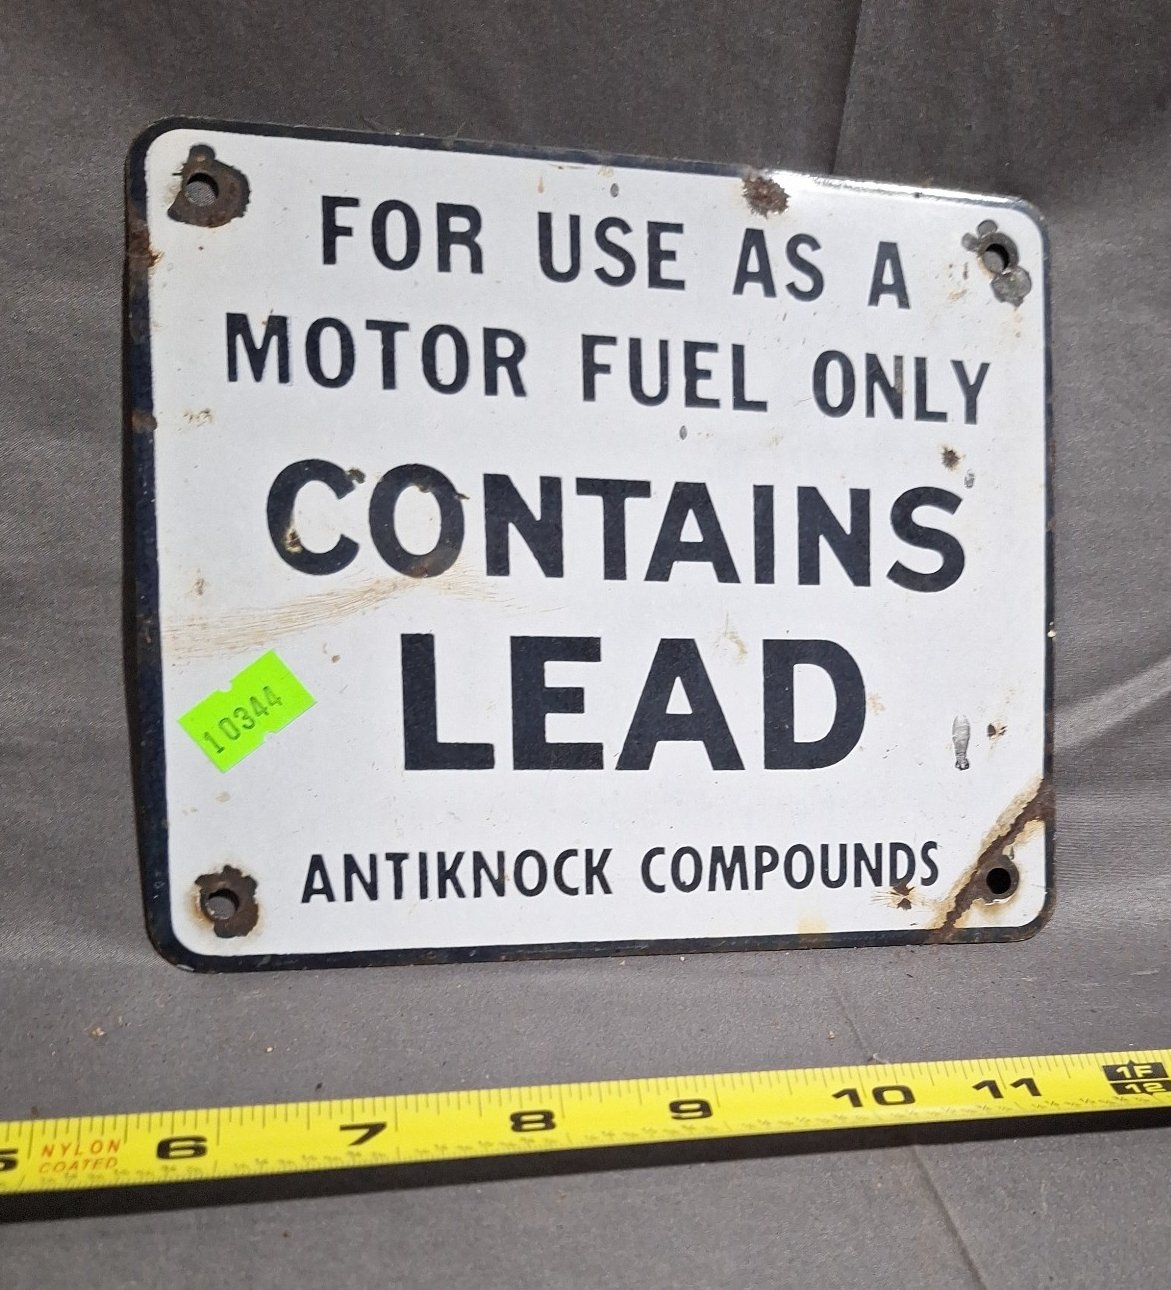 FOR USE AS A
MOTOR FUEL ONLY
CONTAINS
LEAD
10344
ANTIKNOCK COMPOUNDS
5 NYLON COATED 6 7 8 9 10 11 1F 12